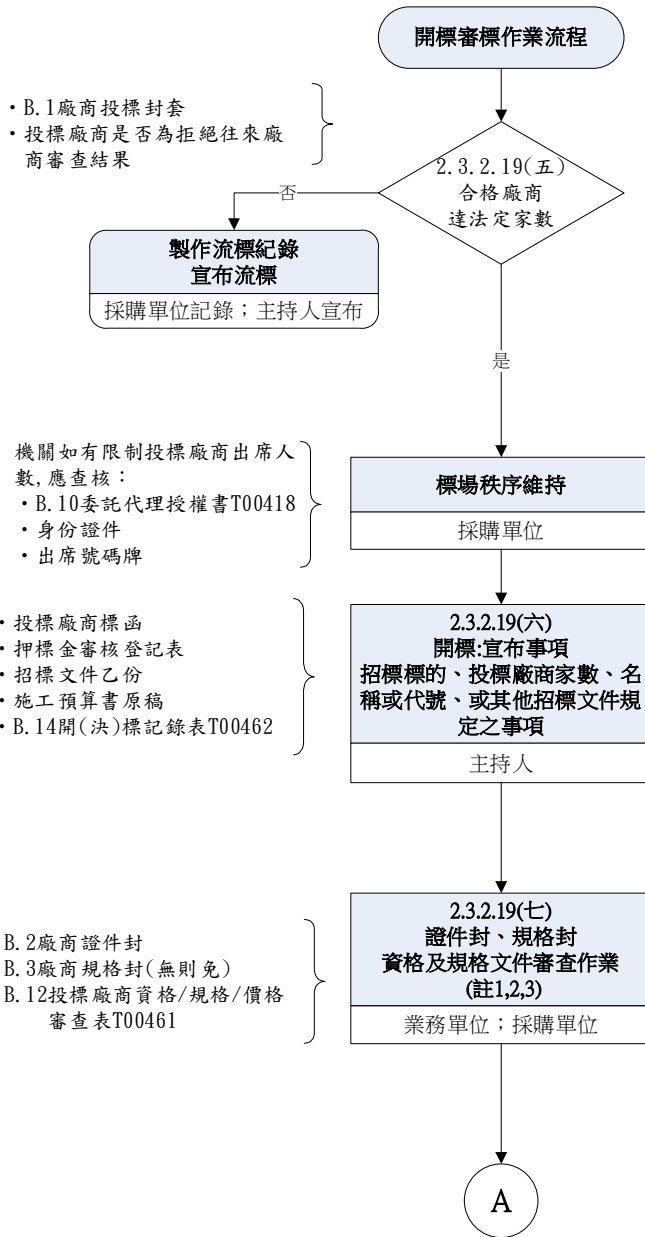 開標審標作業流程
・B.1廠商投標封套
・投標廠商是否為拒絕往來廠
商審查結果
2.3.2.19(五)
合格廠商
達法定家數
否
製作流標紀錄
宣布流標
採購單位記錄；主持人宣布
是
機關如有限制投標廠商出席人
數,應查核：
・B.10委託代理授權書T00418
・身份證件
・出席號碼牌
標場秩序維持
採購單位
・投標廠商標函
・押標金審核登記表
・招標文件乙份
・施工預算書原稿
・B.14開(決)標記錄表T00462
2.3.2.19(六)
開標:宣布事項
招標標的、投標廠商家數、名
稱或代號、或其他招標文件規
定之事項
主持人
B.2廠商證件封
B.3廠商規格封(無則免)
B.12投標廠商資格/規格/價格
審查表T00461
2.3.2.19(七)
證件封、規格封
資格及規格文件審查作業
(註1,2,3)
業務單位；採購單位
A